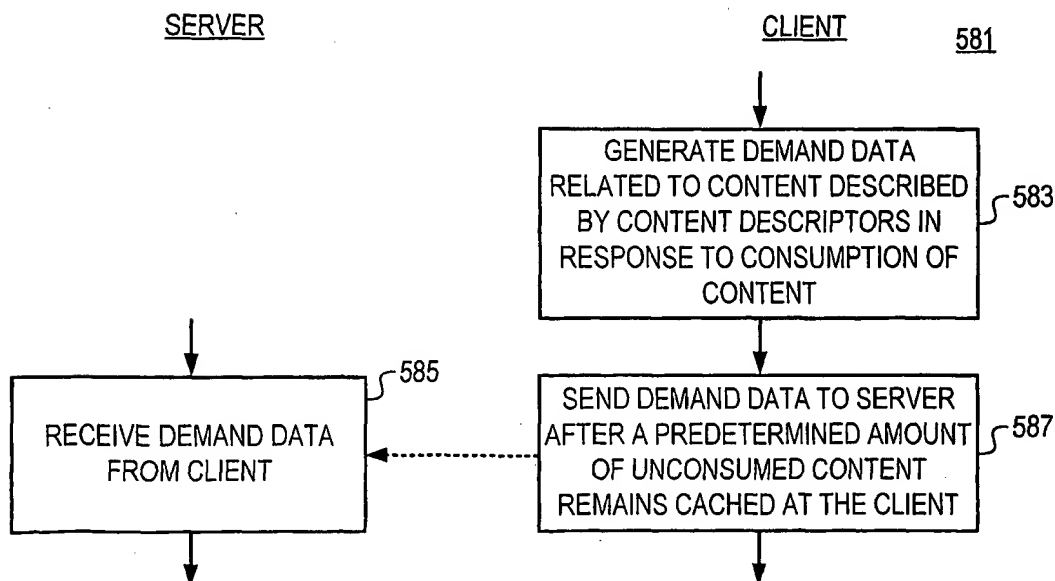 SERVER
CLIENT
581
GENERATE DEMAND DATA
RELATED TO CONTENT DESCRIBED
BY CONTENT DESCRIPTORS IN
RESPONSE TO CONSUMPTION OF
CONTENT
583
585
RECEIVE DEMAND DATA
FROM CLIENT
SEND DEMAND DATA TO SERVER
AFTER A PREDETERMINED AMOUNT
OF UNCONSUMED CONTENT
REMAINS CACHED AT THE CLIENT
587